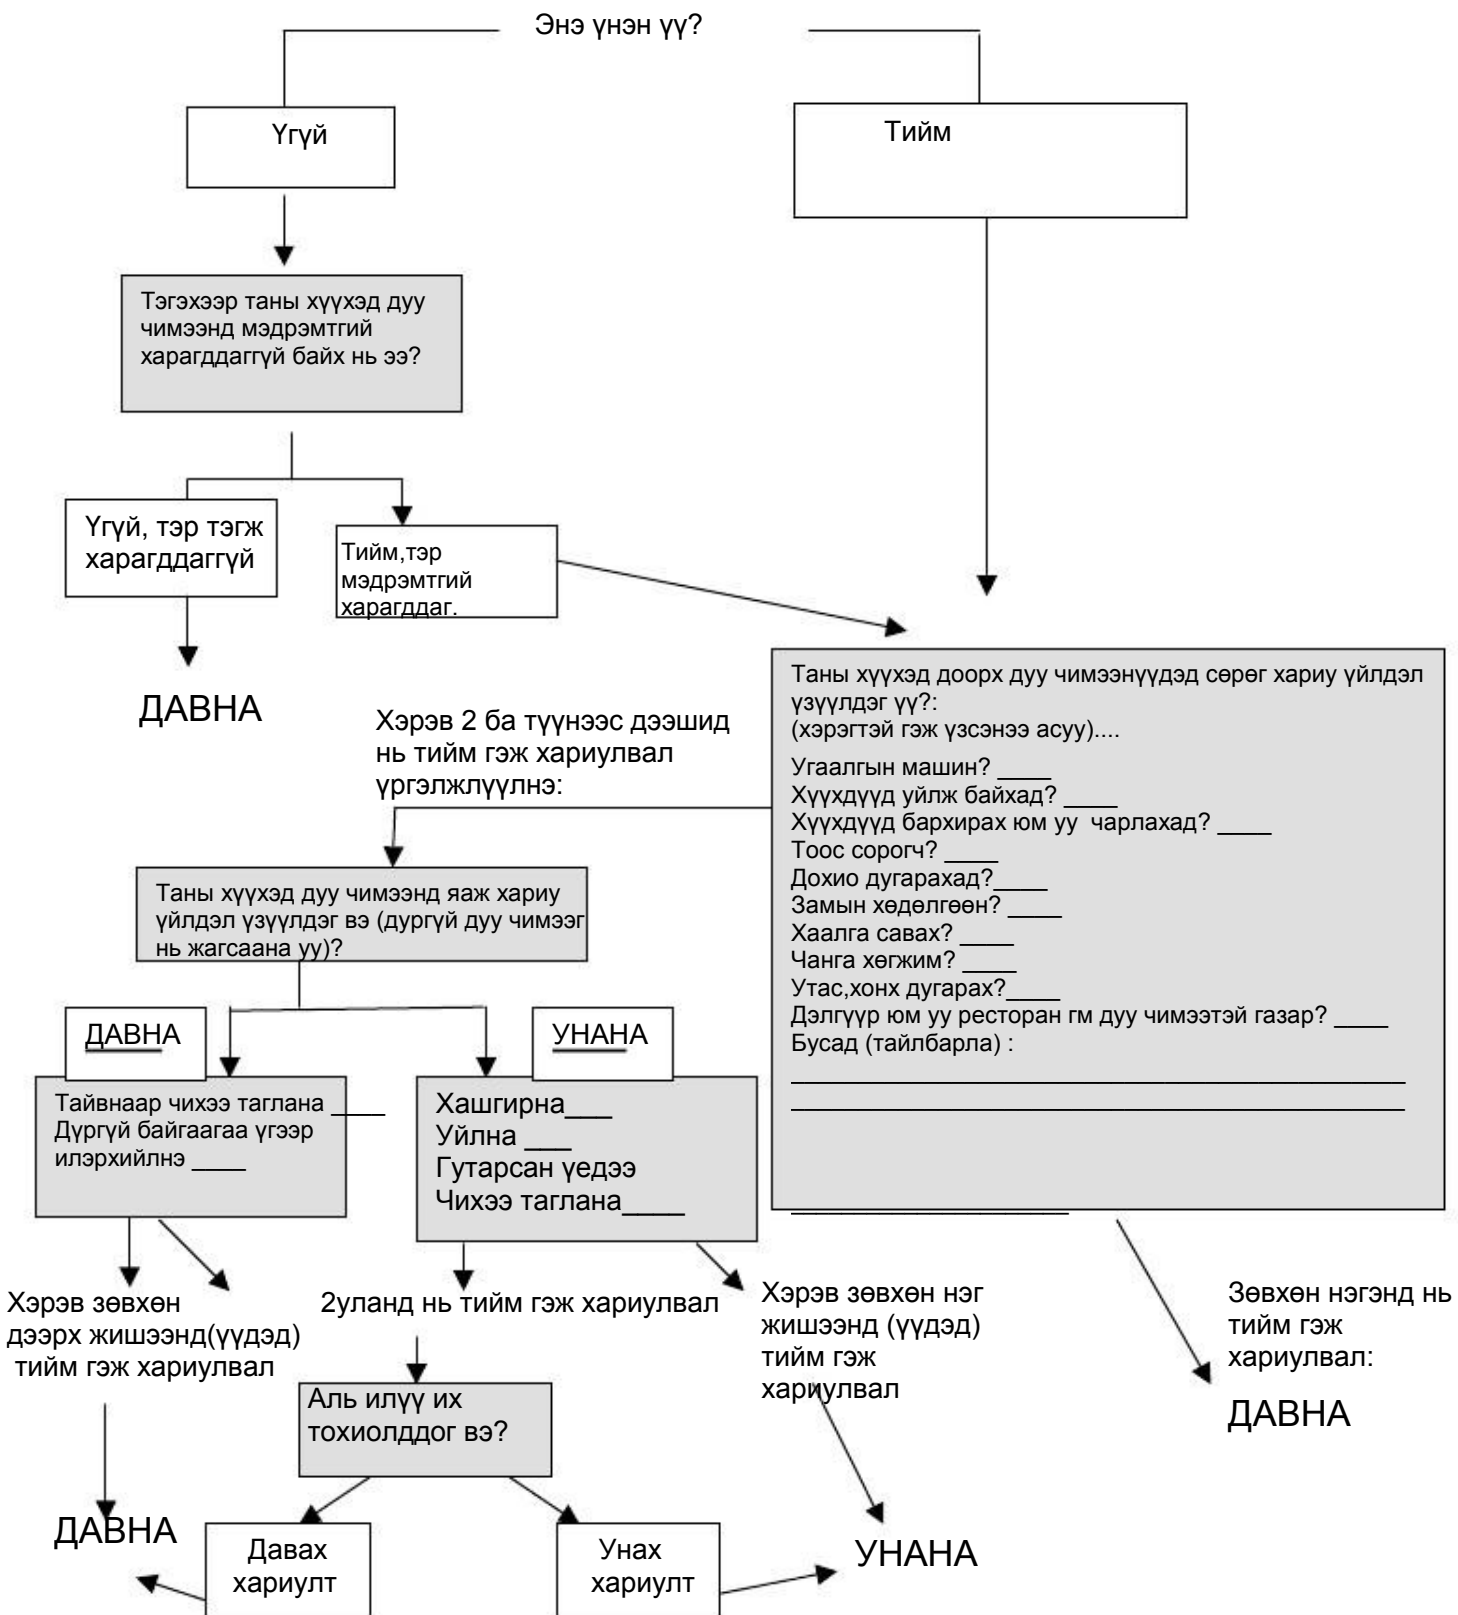 Энэ үнэн үү?
Үгүй
Тийм
Тэгэхээр таны хүүхэд дуу
чимээнд мэдрэмтгий
харагддаггүй байх нь ээ?
Үгүй, тэр тэгж
харагддаггүй
Тийм,тэр
мэдрэмтгий
харагддаг.
ДАВНА
Таны хүүхэд доорх дуу чимээнүүдэд сөрөг хариу үйлдэл
үзүүлдэг үү?:
(хэрэгтэй гэж үзсэнээ асуу)....
Угаалгын машин? ____
Хүүхдүүд уйлж байхад? ____
Хүүхдүүд бархирах юм уу чарлахад? ____
Тоос сорогч? ____
Дохио дугарахад?____
Замын хөдөлгөөн? ____
Хаалга савах? ____
Чанга хөгжим? ____
Утас,хонх дугарах?____
Дэлгүүр юм уу ресторан гм дуу чимээтэй газар? ____
Бусад (тайлбарла) :
Хэрэв 2 ба түүнээс дээшид
нь тийм гэж хариулвал
үргэлжлүүлнэ:
Таны хүүхэд дуу чимээнд яаж хариу
үйлдэл үзүүлдэг вэ (дургүй дуу чимээг
нь жагсаана уу)?
ДАВНА
УНАНА
Тайвнаар чихээ таглана ____
Дүргүй байгаагаа үгээр
илэрхийлнэ ____
Хашгирна___
Уйлна ___
Гутарсан үедээ
Чихээ таглана____
Хэрэв зөвхөн
дээрх жишээнд(үүдэд)
тийм гэж хариулвал
2уланд нь тийм гэж хариулвал
Хэрэв зөвхөн нэг
жишээнд (үүдэд)
тийм гэж
хариулвал
Зөвхөн нэгэнд нь
тийм гэж
хариулвал:
ДАВНА
Аль илүү их
тохиолддог вэ?
ДАВНА
Давах
хариулт
Унах
хариулт
УНАНА